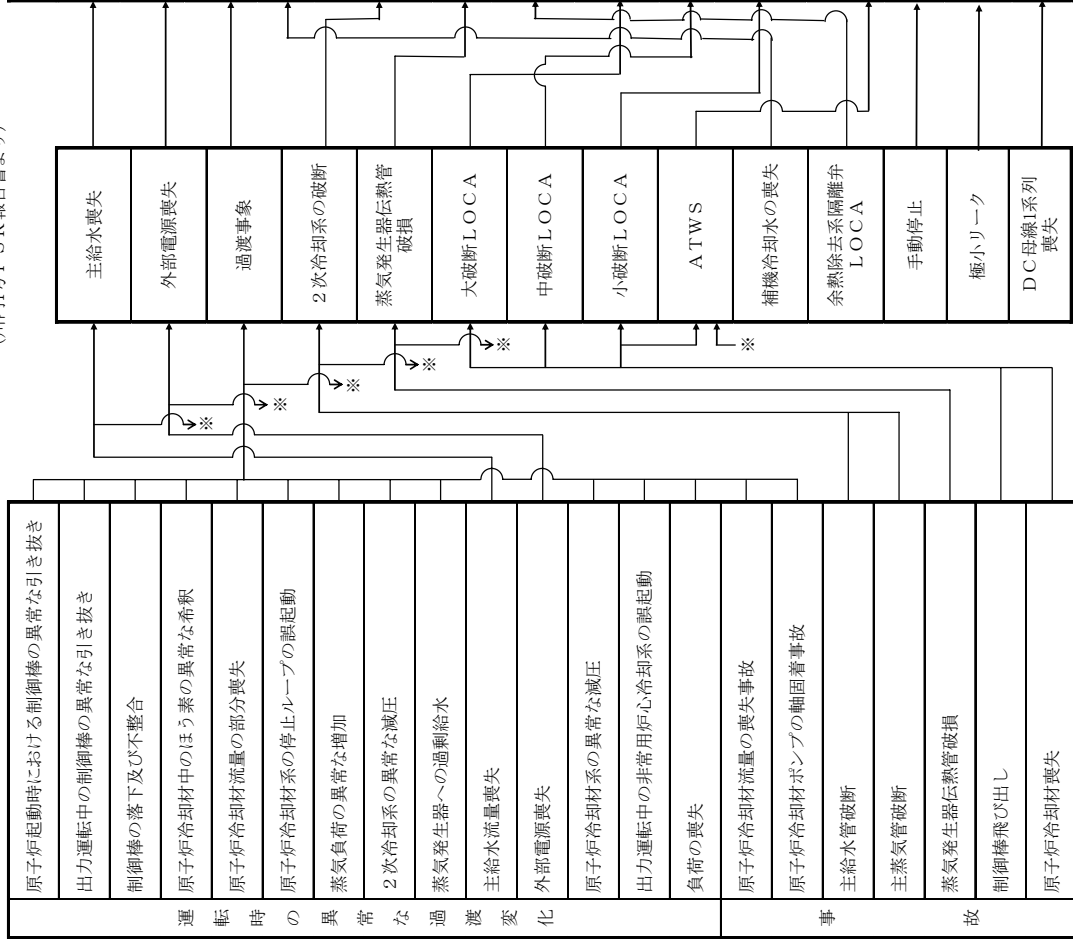 運転時の異常な過渡変化
原子炉起動時における制御棒の異常な引き抜き
出力運転中の制御棒の異常な引き抜き
制御棒の落下及び不整合
原子炉冷却材中のほう素の異常な希釈
原子炉冷却材流量の部分喪失
原子炉冷却材系の停止ループの誤起動
蒸気負荷の異常な増加
2次冷却系の異常な減圧
蒸気発生器への過剰給水
主給水流量喪失
外部電源喪失
原子炉冷却材系の異常な減圧
出力運転中の非常用炉心冷却系の誤起動
負荷の喪失
事故
原子炉冷却材流量の喪失事故
原子炉冷却材ポンプの軸固着事故
主給水管破断
主蒸気管破断
蒸気発生器伝熱管破損
制御棒飛び出し
原子炉冷却材喪失
※
※
※
※
※
※
主給水喪失
外部電源喪失
過渡事象
2次冷却系の破断
蒸気発生器伝熱管
破損
大破断LOCA
中破断LOCA
小破断LOCA
ATWS
補機冷却水の喪失
余熱除去系隔離弁
LOCA
手動停止
極小リーク
DC母線1系列
喪失